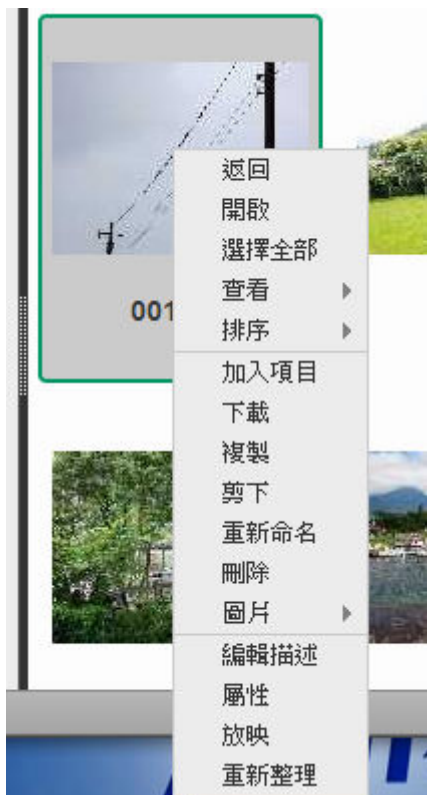 001
返回
開啟
選擇全部
查看
排序
加入項目
下載
複製
剪下
重新命名
刪除
圖片
編輯描述
屬性
放映
重新整理